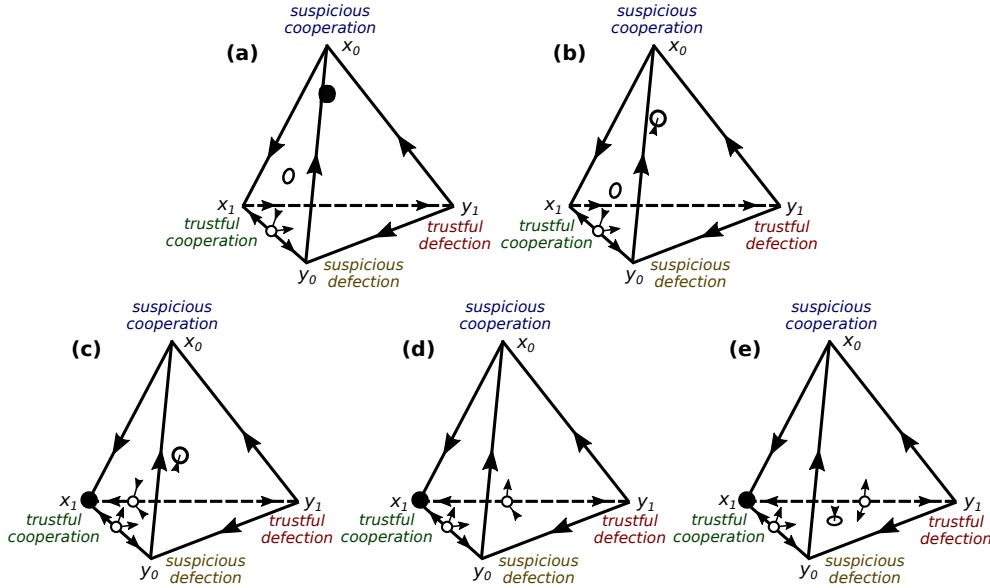 suspicious
cooperation
(a)
x0
x1
y1
trustful
cooperation
trustful
defection
y0
suspicious
defection
suspicious
cooperation
(b)
x0
x1
y1
trustful
cooperation
trustful
defection
y0
suspicious
defection
suspicious
cooperation
(c)
x0
x1
y1
trustful
cooperation
trustful
defection
y0
suspicious
defection
suspicious
cooperation
(d)
x0
x1
y1
trustful
cooperation
trustful
defection
y0
suspicious
defection
suspicious
cooperation
(e)
x0
x1
y1
trustful
cooperation
trustful
defection
y0
suspicious
defection